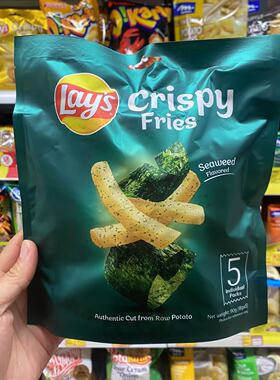 Lay's
Crispy
Fries
Seaweed
Flavored
5
Individual
Packs
Authentic Cut from Raw Potato